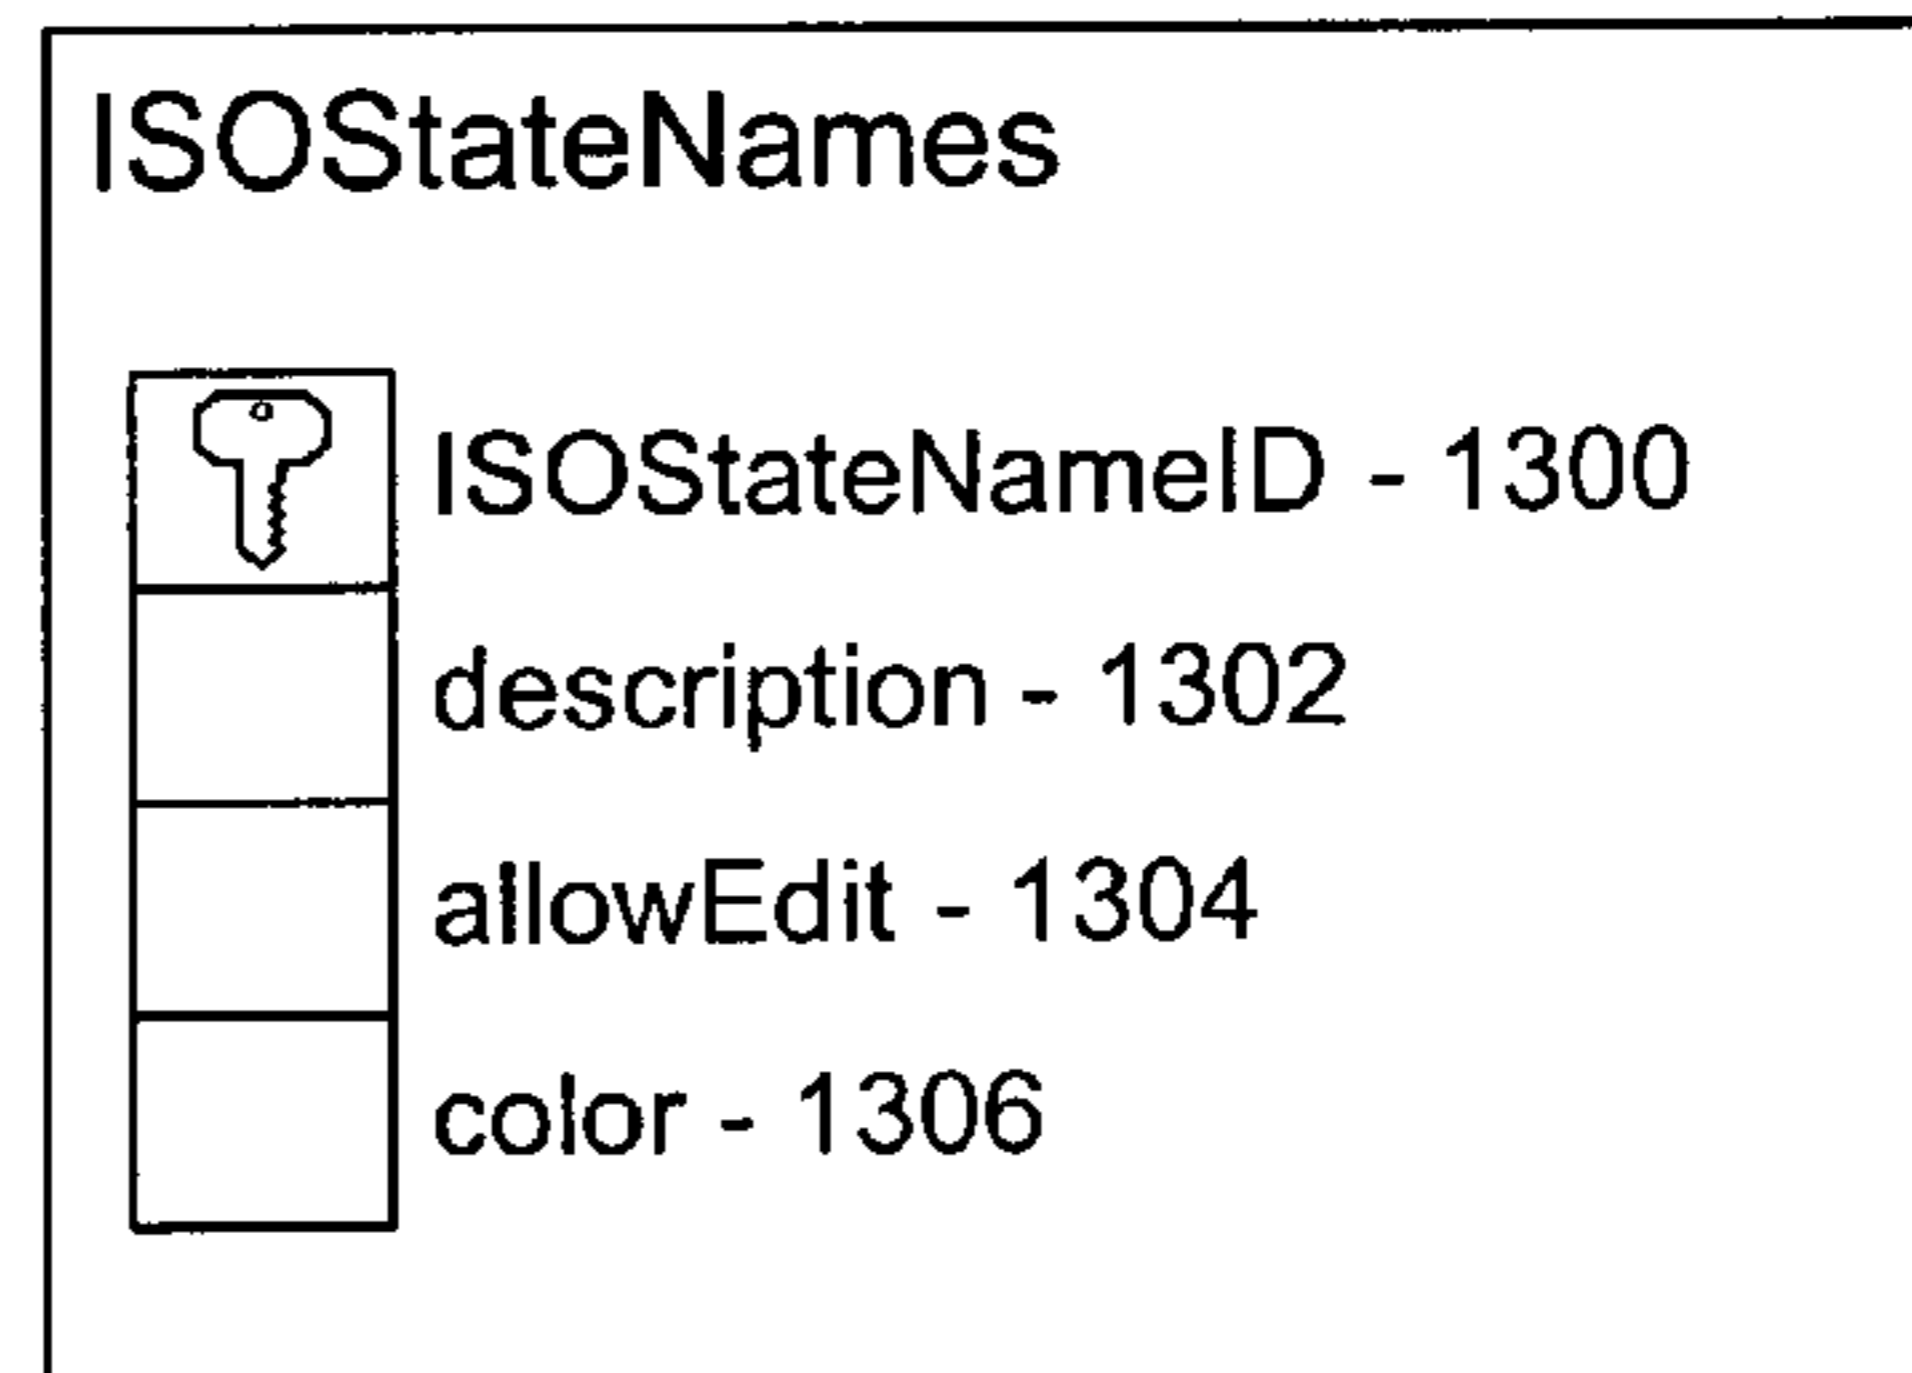 ISOStateNames
ISOStateNameID - 1300
description - 1302
allowEdit - 1304
color - 1306